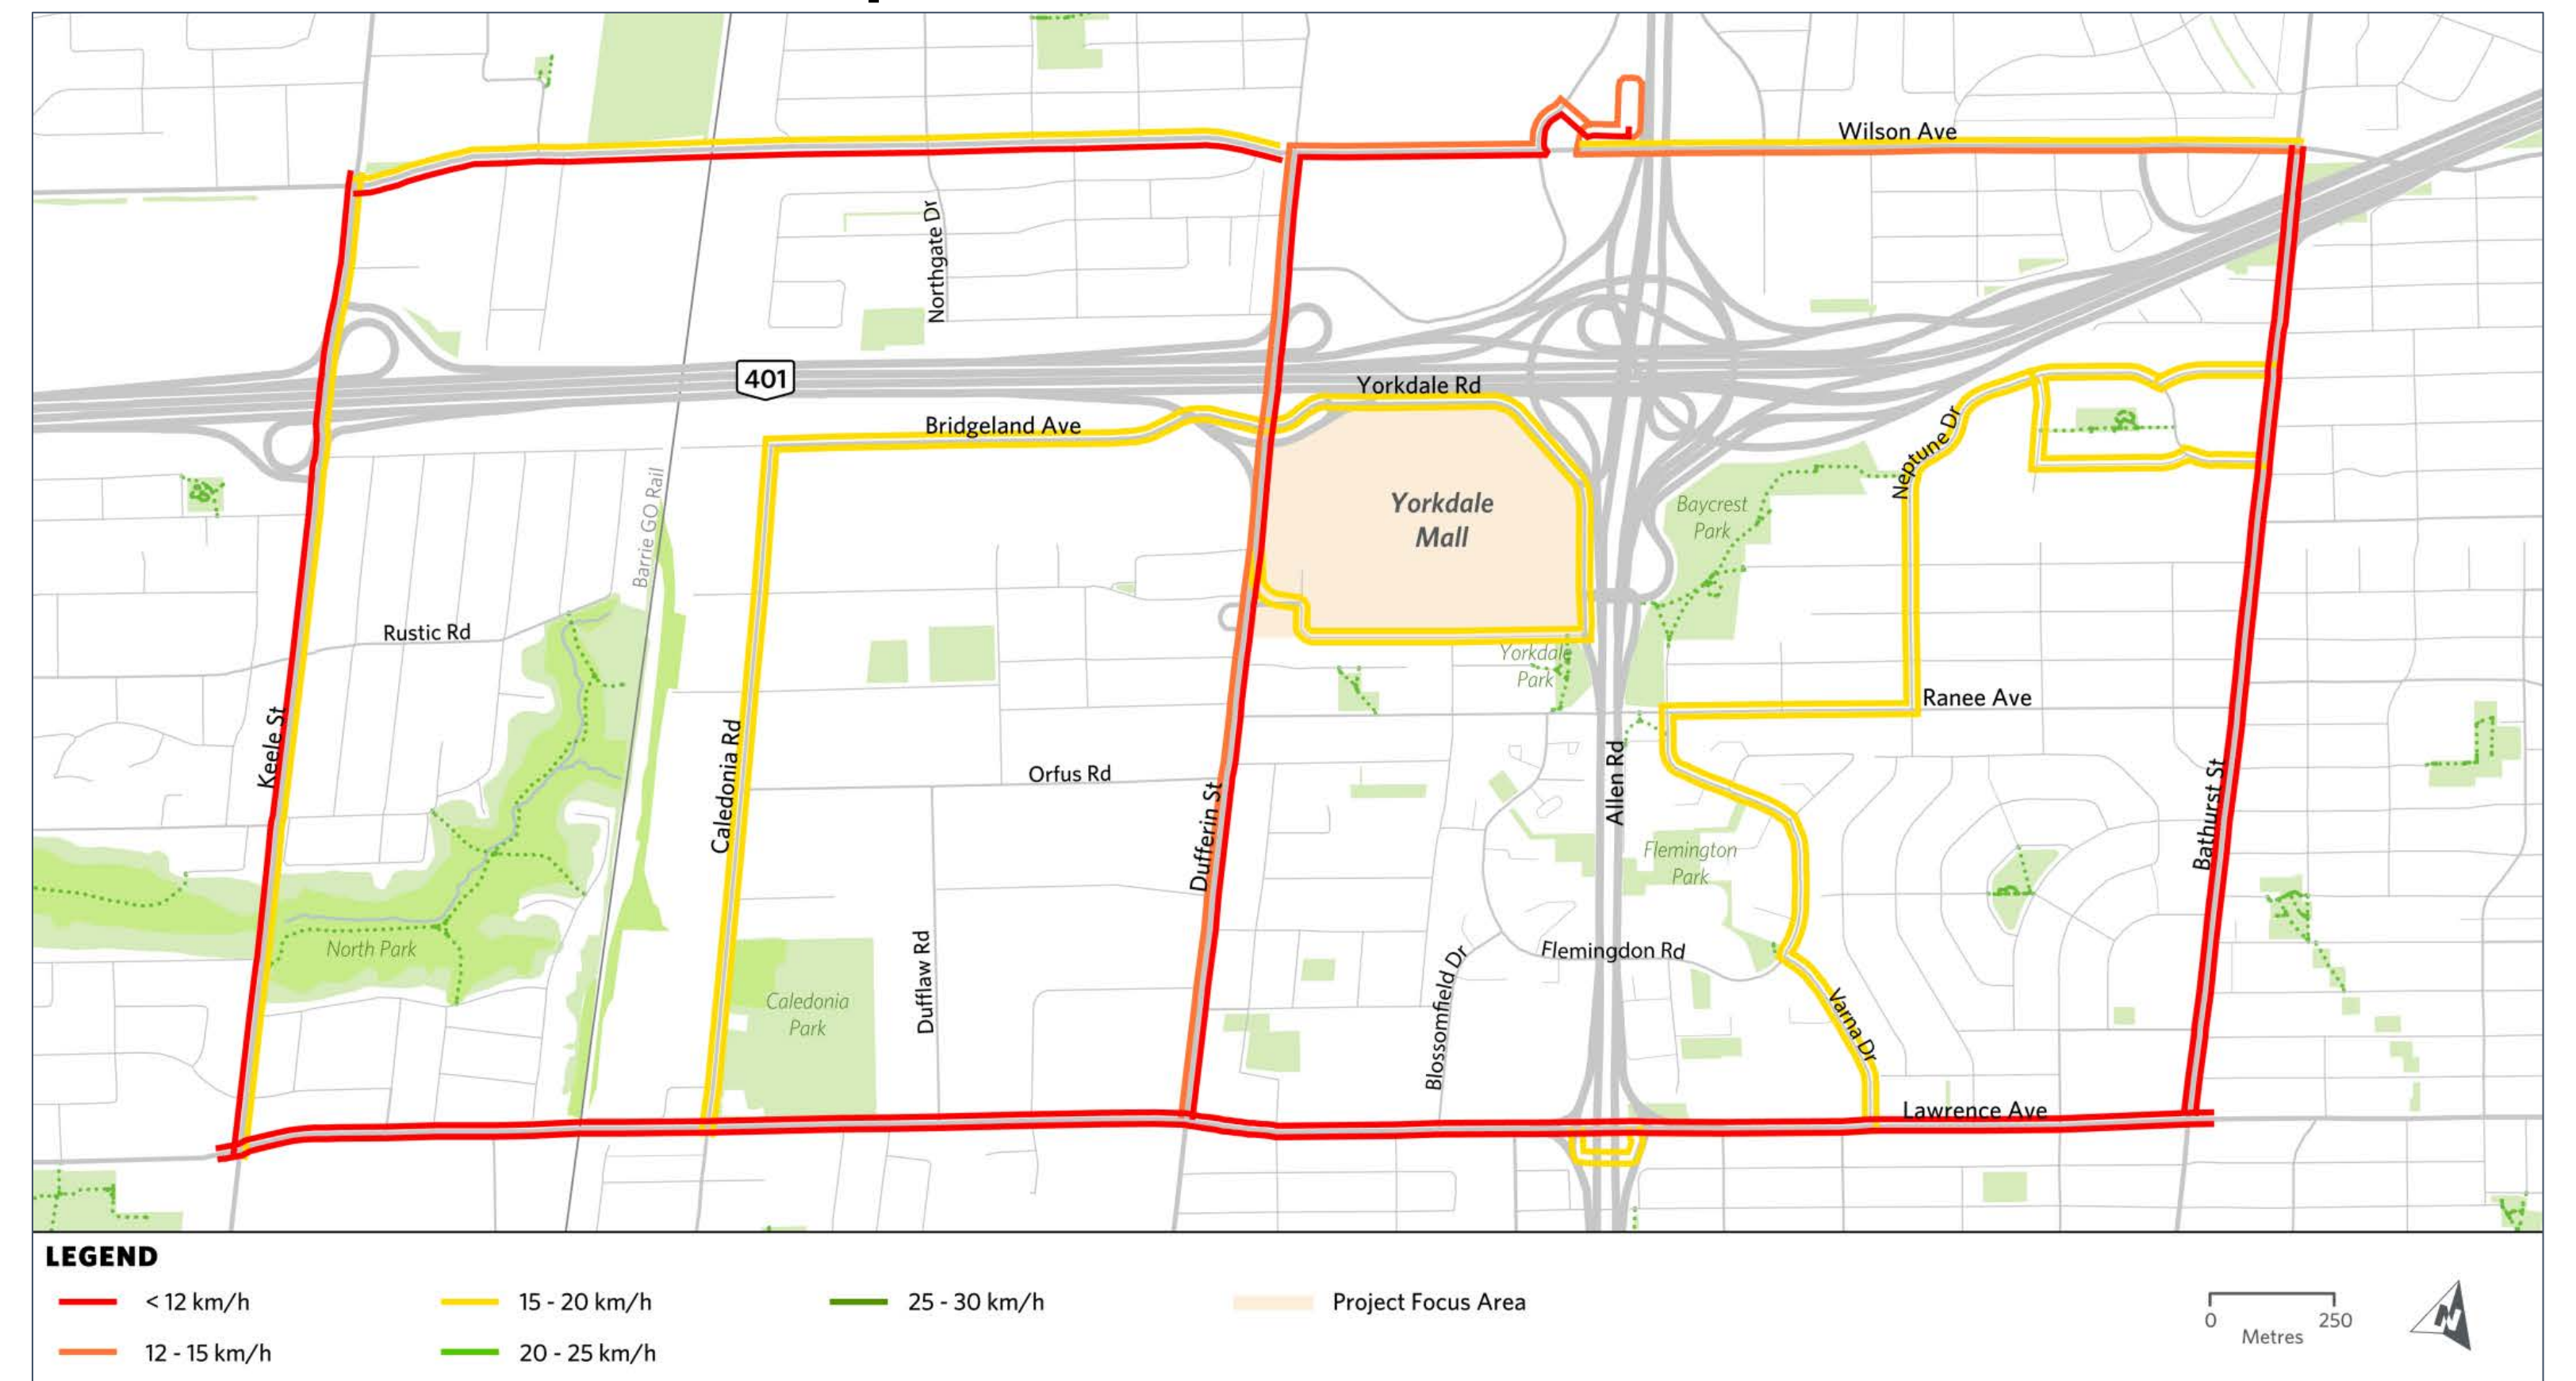 Wilson Ave
Northgate Dr
401
Yorkdale Rd
Bridgeland Ave
Neptune Dr
Barrie GO Rail
Yorkdale
Mall
Baycrest
Park
Rustic Rd
Yorkdale
Park
Ranee Ave
Keele St
Caledonia Rd
Orfus Rd
Dufferin St
Allen Rd
Bathurst St
Flemington
Park
North Park
Dufflaw Rd
Blossomfield Dr
Flemingdon Rd
Caledonia
Park
Varna Dr
Lawrence Ave
LEGEND
< 12 km/h
15 - 20 km/h
25 - 30 km/h
Project Focus Area
12 - 15 km/h
20 - 25 km/h
0 250
Metres
N